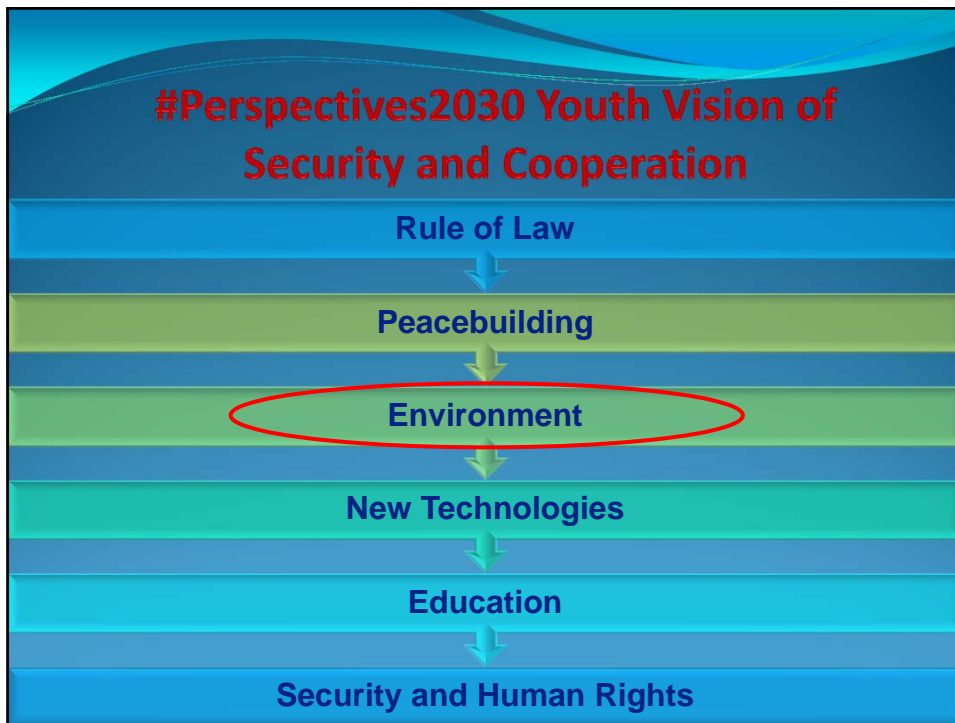 #Perspectives2030 Youth Vision of
Security and Cooperation
Rule of Law
Peacebuilding
Environment
New Technologies
Education
Security and Human Rights